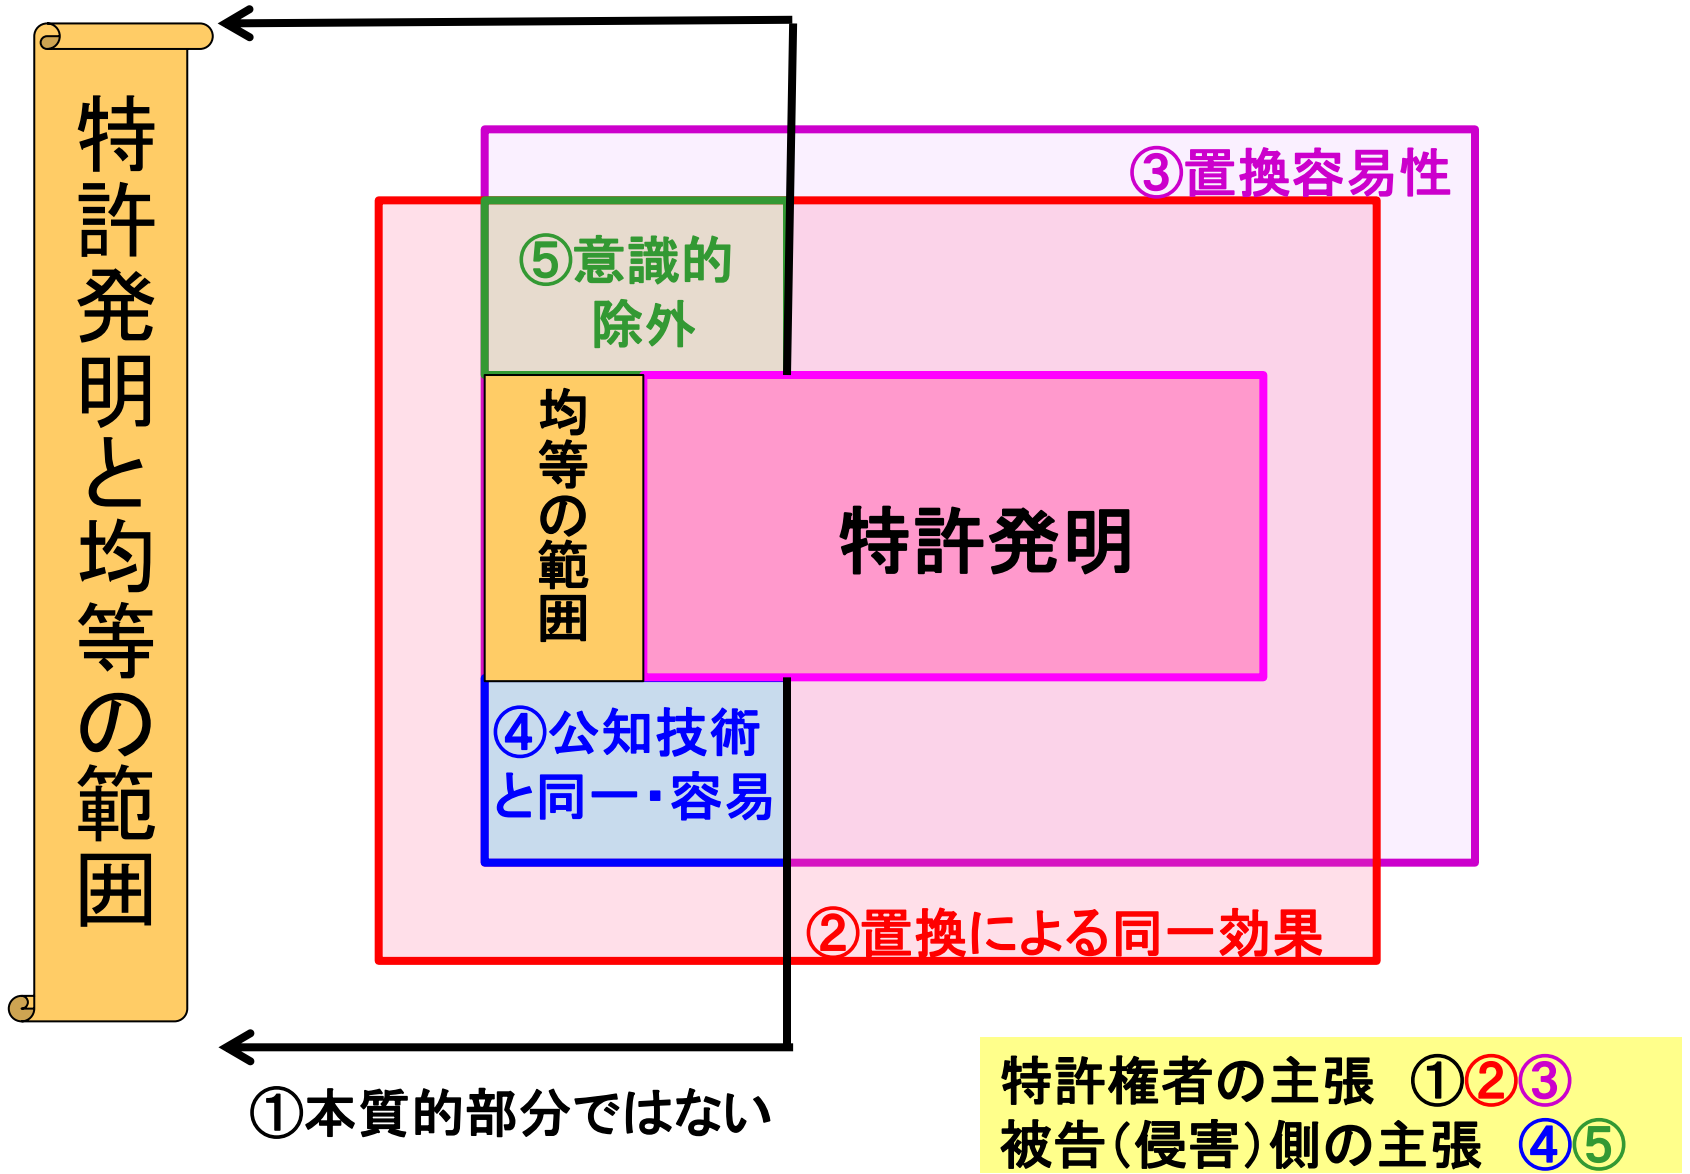 特許発明と均等の範囲
③置換容易性
⑤意識的
除外
均等の範囲
特許発明
④公知技術
と同一・容易
②置換による同一効果
①本質的部分ではない
特許権者の主張 ①②③
被告(侵害)側の主張 ④⑤